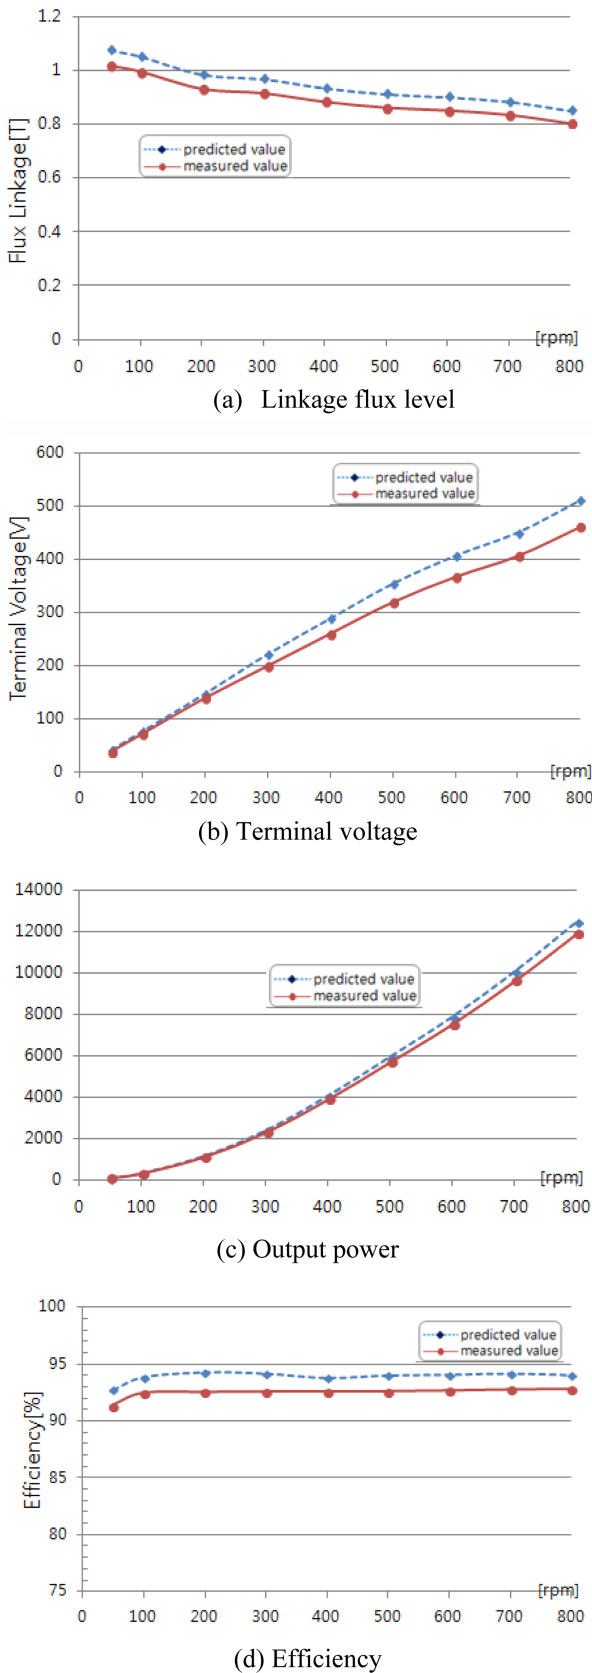 1.2
1
0.8
0.6
0.4
0.2
0
Flux Linkage[T]
predicted value
measured value
[rpm]
0 100 200 300 400 500 600 700 800
(a) Linkage flux level
600
500
400
300
200
100
0
Terminal Voltage[V]
predicted value
measured value
[rpm]
0 100 200 300 400 500 600 700 800
(b) Terminal voltage
14000
12000
10000
8000
6000
4000
2000
0
predicted value
measured value
[rpm]
0 100 200 300 400 500 600 700 800
(c) Output power
100
95
90
85
80
75
Efficiency[%]
predicted value
measured value
[rpm]
0 100 200 300 400 500 600 700 800
(d) Efficiency